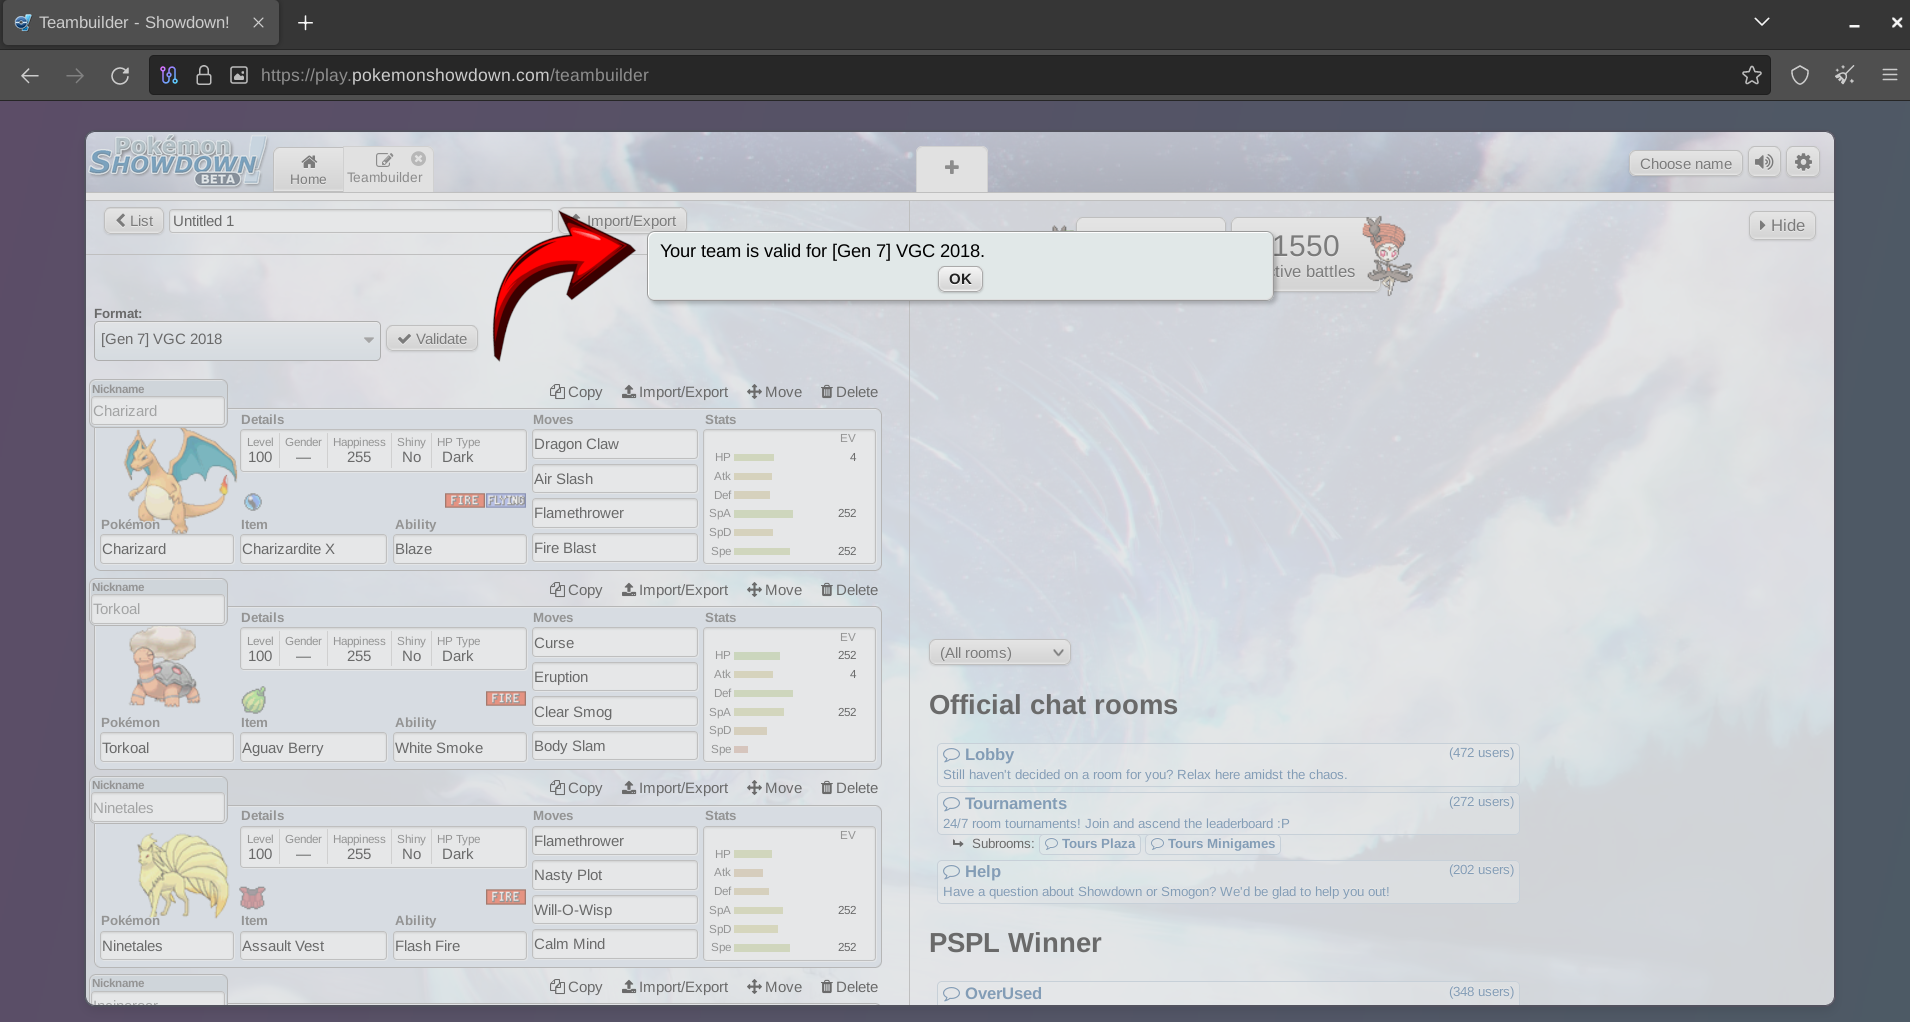 Teambuilder - Showdown!
https://play.pokemonshowdown.com/teambuilder
Pokémon
SHOWDOWN!
BETA
Home
Teambuilder
Choose name
List
Untitled 1
Import/Export
Your team is valid for [Gen 7] VGC 2018.
OK
1550
tive battles
Hide
Format:
[Gen 7] VGC 2018
Validate
Nickname
Charizard
Copy Import/Export Move Delete
Details
Level Gender Happiness Shiny HP Type
100 — 255 No Dark
FIRE FLYING
Pokémon Item Ability
Charizard Charizardite X Blaze
Moves
Dragon Claw
Air Slash
Flamethrower
Fire Blast
Stats
EV
HP 4
Atk
Def
SpA 252
SpD
Spe 252
Nickname
Torkoal
Copy Import/Export Move Delete
Details
Level Gender Happiness Shiny HP Type
100 — 255 No Dark
FIRE
Pokémon Item Ability
Torkoal Aguav Berry White Smoke
Moves
Curse
Eruption
Clear Smog
Body Slam
Stats
EV
HP 252
Atk 4
Def
SpA 252
SpD
Spe
Nickname
Ninetales
Copy Import/Export Move Delete
Details
Level Gender Happiness Shiny HP Type
100 — 255 No Dark
FIRE
Pokémon Item Ability
Ninetales Assault Vest Flash Fire
Moves
Flamethrower
Nasty Plot
Will-O-Wisp
Calm Mind
Stats
EV
HP
Atk
Def
SpA 252
SpD
Spe 252
Nickname
Copy Import/Export Move Delete
(All rooms)
Official chat rooms
Lobby (472 users)
Still haven't decided on a room for you? Relax here amidst the chaos.
Tournaments (272 users)
24/7 room tournaments! Join and ascend the leaderboard :P
Subrooms: Tours Plaza Tours Minigames
Help (202 users)
Have a question about Showdown or Smogon? We'd be glad to help you out!
PSPL Winner
OverUsed (348 users)